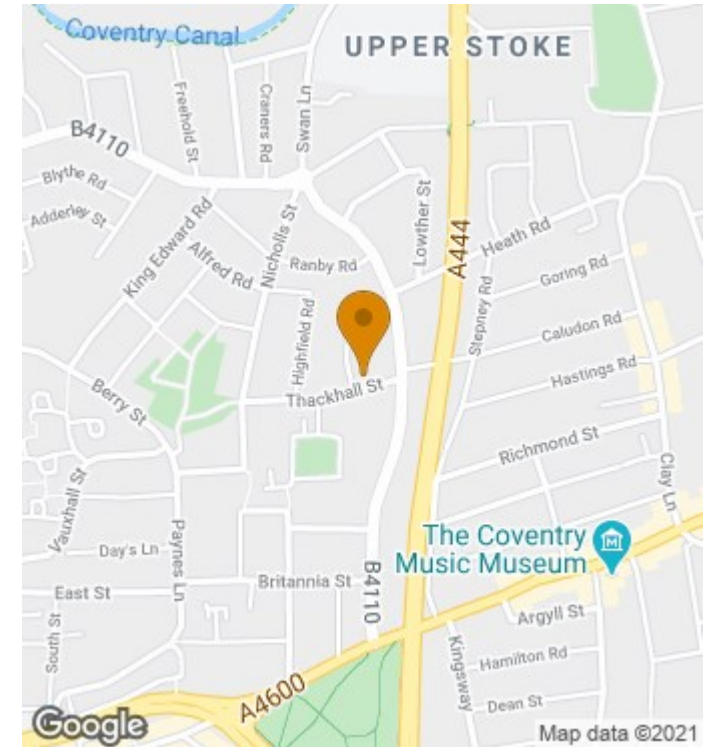 Coventry Canal
UPPER STOKE
Freehold St
Craners Rd
Swan Ln
B4110
Blythe Rd
Adderley St
King Edward Rd
Nicholls St
Lowther St
A444
Heath Rd
Alfred Rd
Ranby Rd
Stepney Rd
Goring Rd
Highfield Rd
Caludon Rd
Hastings Rd
Berry St
Thackhall St
Richmond St
Clay Ln
Vauxhall St
Paynes Ln
Day's Ln
The Coventry
Music Museum
M
East St
Britannia St
B4110
Argyll St
South St
Kingsway
Hamilton Rd
A4600
Dean St
Google
Map data ©2021